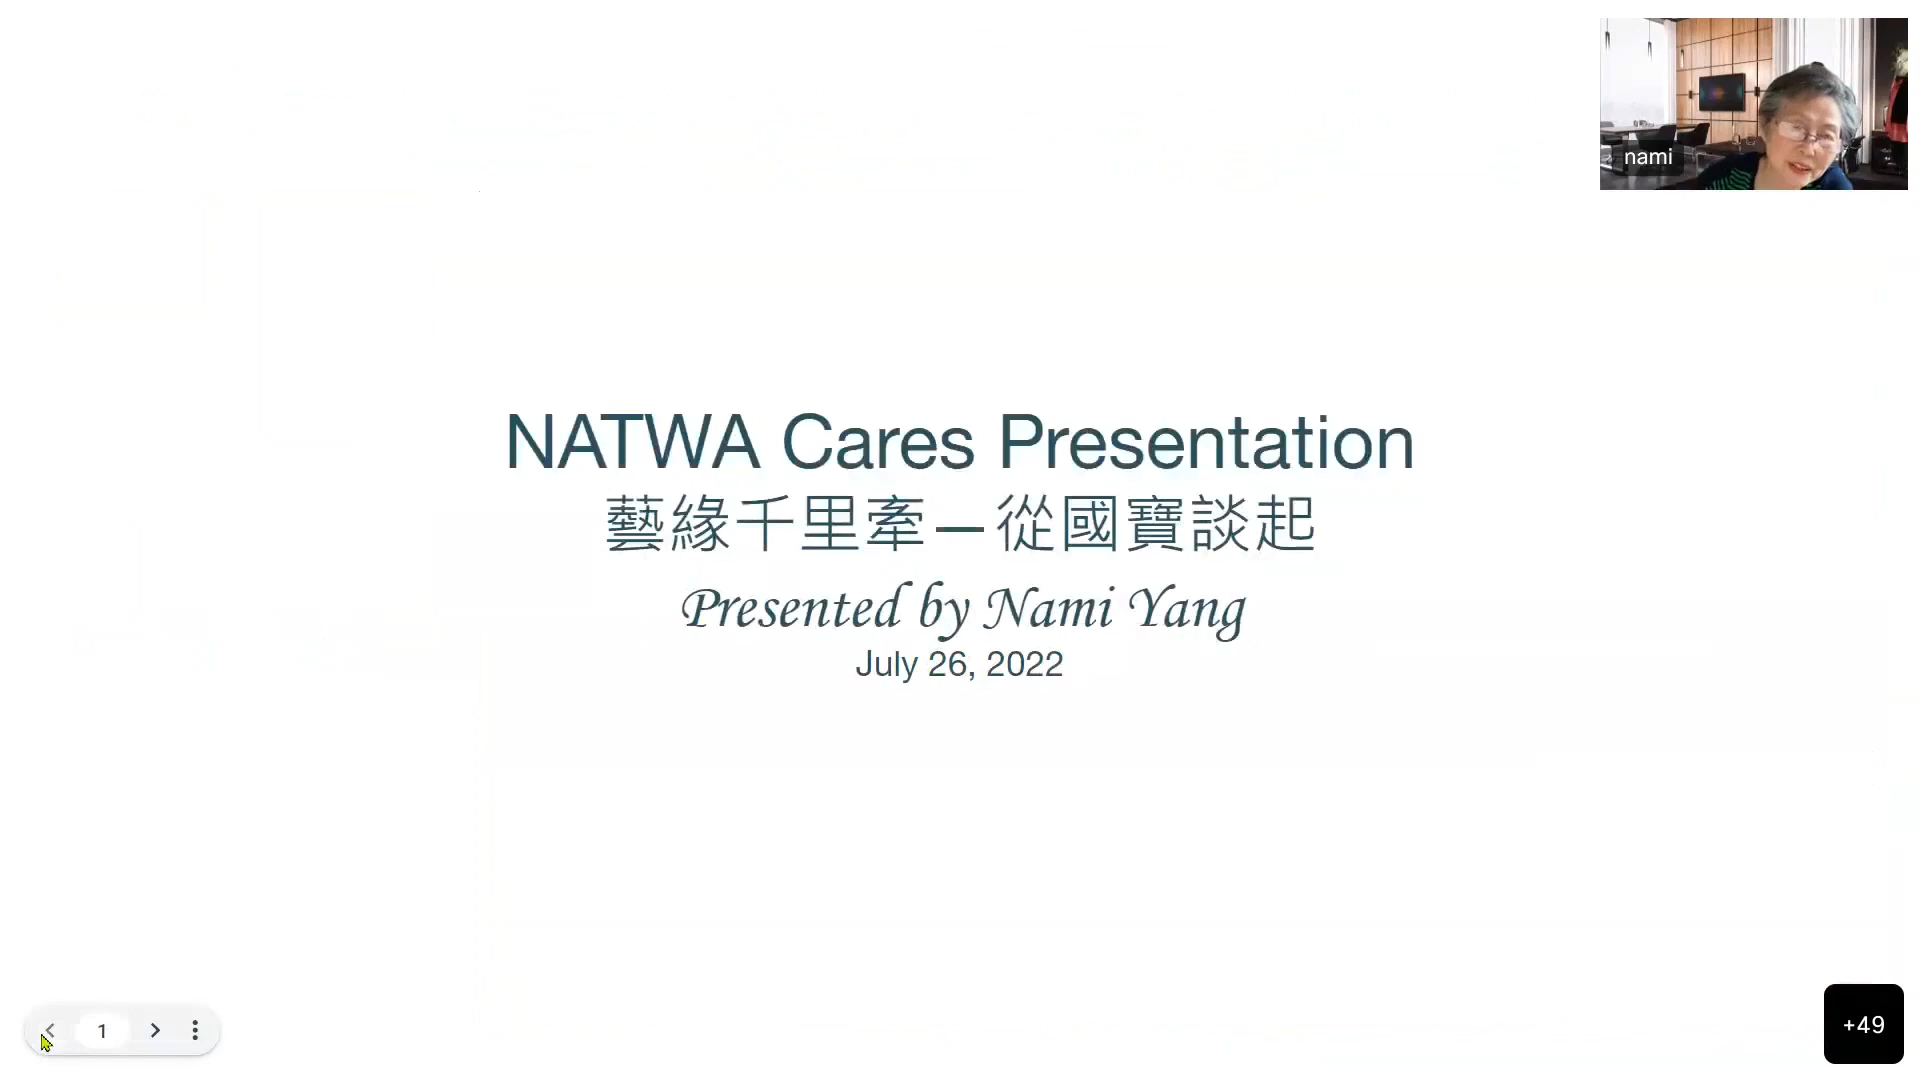 nami
NATWA Cares Presentation
藝緣千里牽—從國寶談起
Presented by Nami Yang
July 26, 2022
1
+49